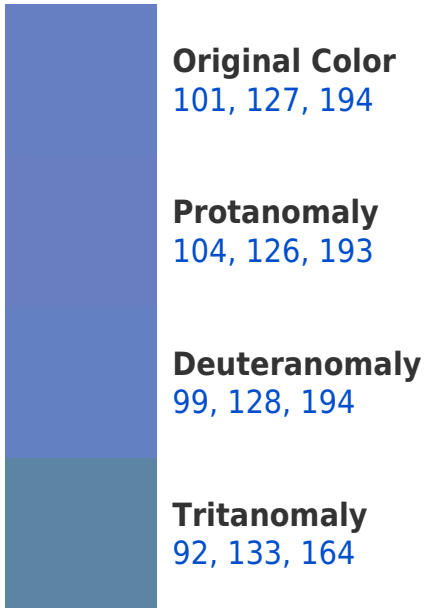 Original Color
101, 127, 194
Protanomaly
104, 126, 193
Deuteranomaly
99, 128, 194
Tritanomaly
92, 133, 164